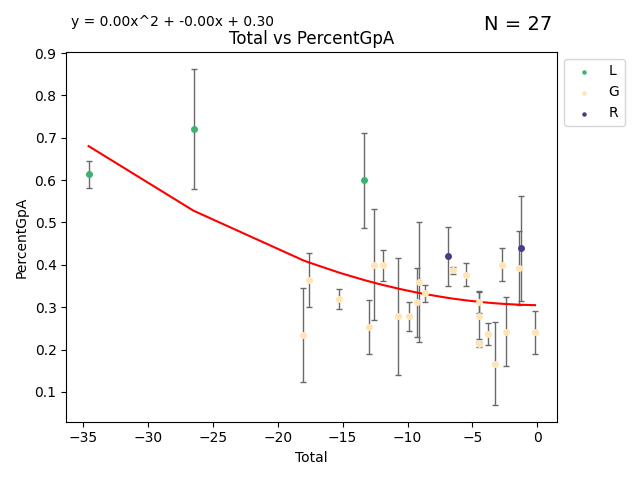 y = 0.00x^2 + -0.00x + 0.30
N = 27
Total vs PercentGpA
L
G
R
PercentGpA
0.9
0.8
0.7
0.6
0.5
0.4
0.3
0.2
0.1
−35
−30
−25
−20
−15
−10
−5
0
Total